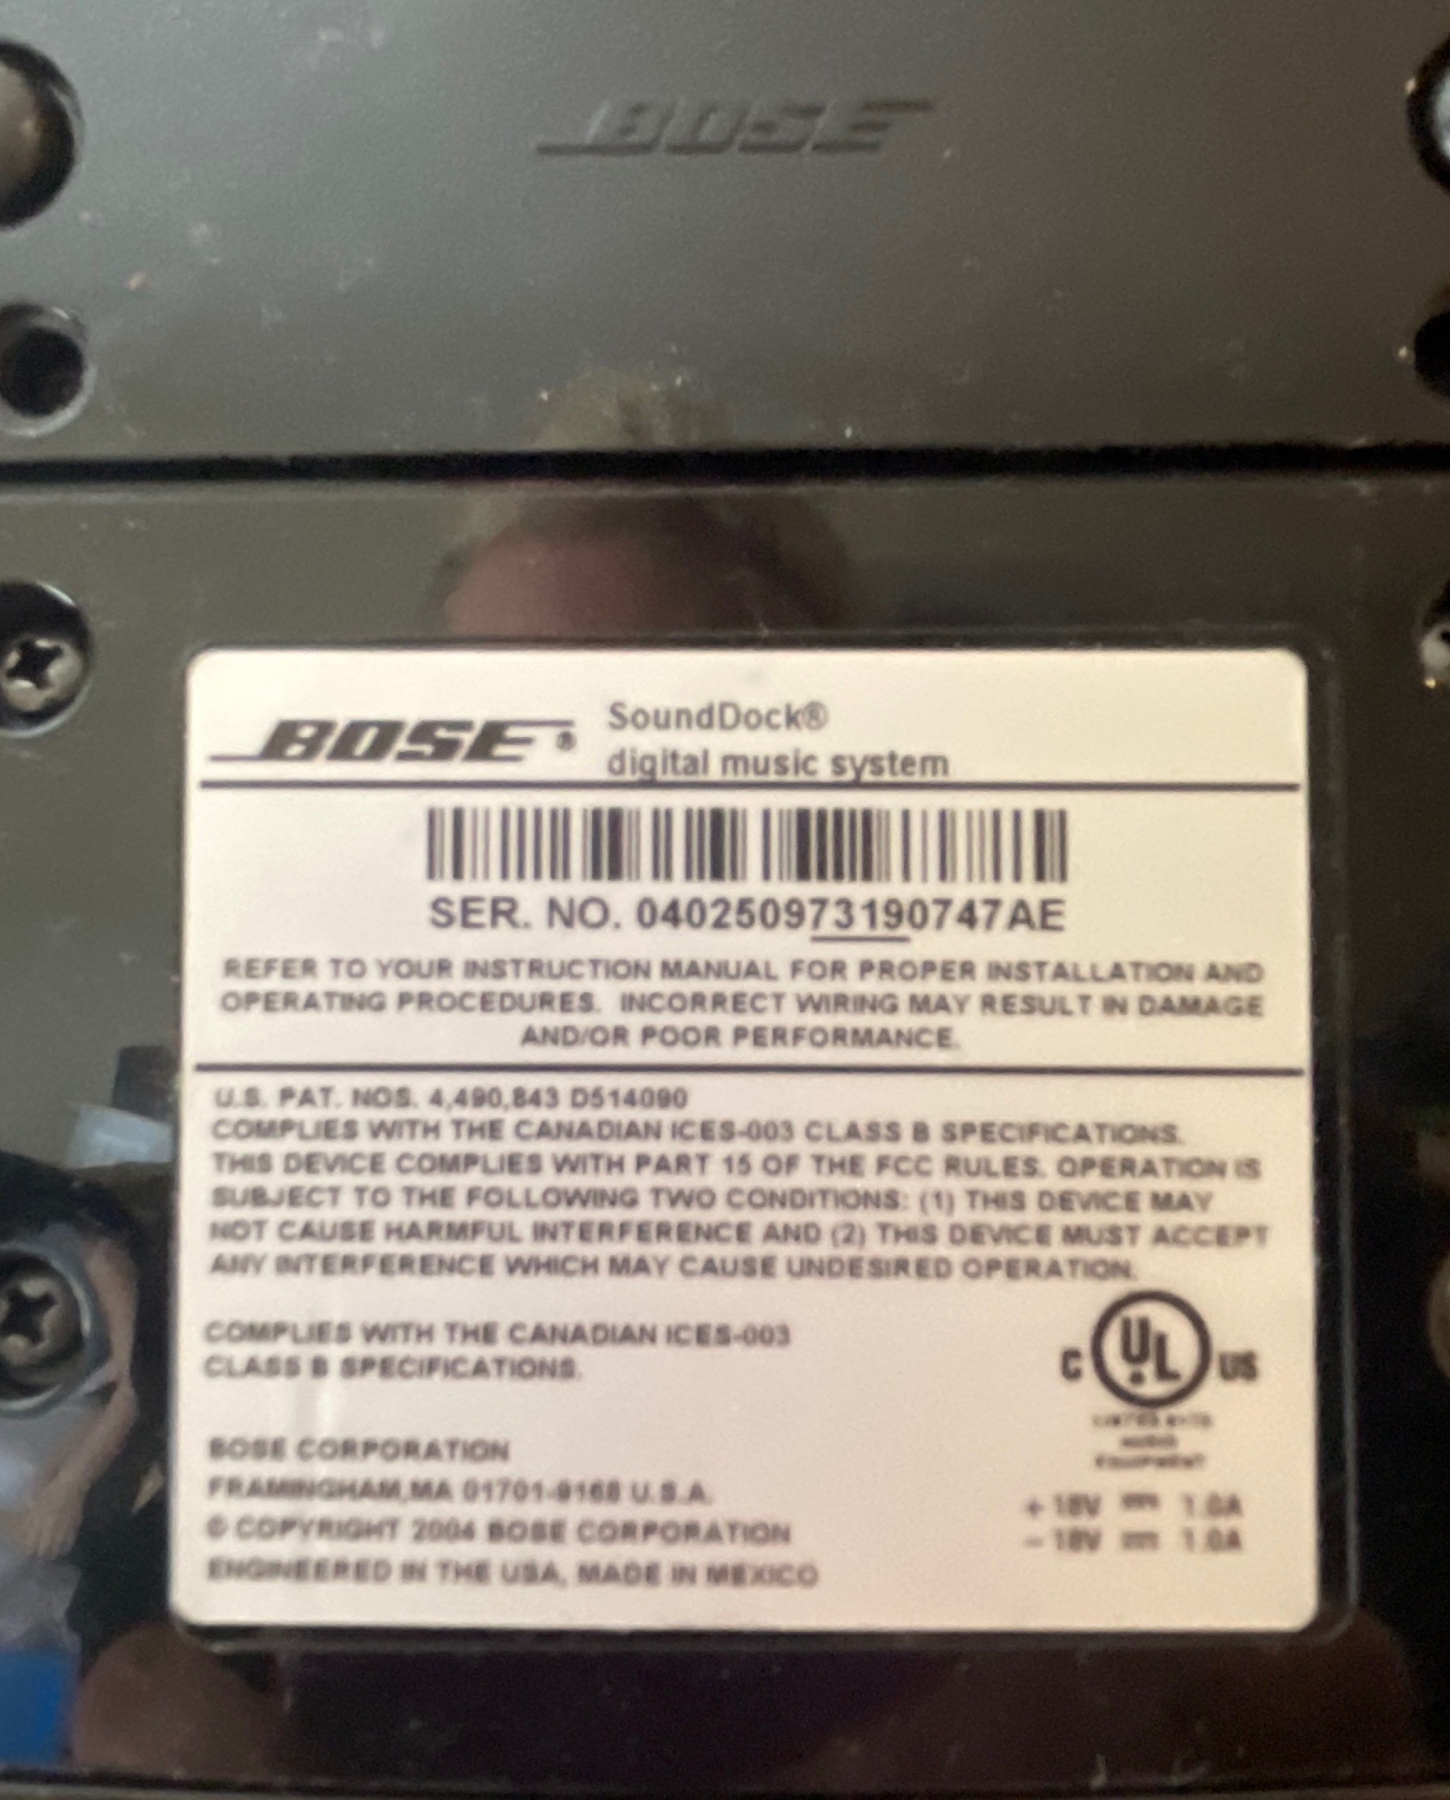 BOSE
BOSE® SoundDock®
digital music system
SER. NO. 040250973190747AE
REFER TO YOUR INSTRUCTION MANUAL FOR PROPER INSTALLATION AND
OPERATING PROCEDURES. INCORRECT WIRING MAY RESULT IN DAMAGE
AND/OR POOR PERFORMANCE.
U.S. PAT. NOS. 4,490,843 D514090
COMPLIES WITH THE CANADIAN ICES-003 CLASS B SPECIFICATIONS.
THIS DEVICE COMPLIES WITH PART 15 OF THE FCC RULES. OPERATION IS
SUBJECT TO THE FOLLOWING TWO CONDITIONS: (1) THIS DEVICE MAY
NOT CAUSE HARMFUL INTERFERENCE AND (2) THIS DEVICE MUST ACCEPT
ANY INTERFERENCE WHICH MAY CAUSE UNDESIRED OPERATION.
COMPLIES WITH THE CANADIAN ICES-003
CLASS B SPECIFICATIONS.
C UL US
LISTED
AUDIO
EQUIPMENT
BOSE CORPORATION
FRAMINGHAM,MA 01701-9168 U.S.A.
© COPYRIGHT 2004 BOSE CORPORATION
ENGINEERED IN THE USA, MADE IN MEXICO
+ 18V ⎓ 1.0A
− 18V ⎓ 1.0A